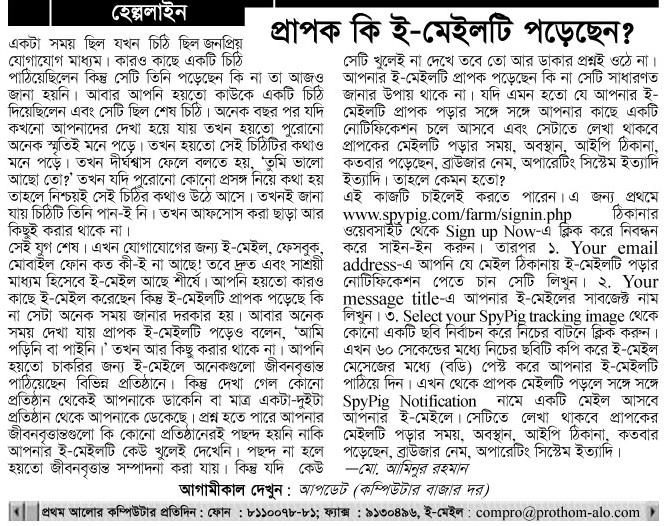 হেল্পলাইন
প্রাপক কি ই-মেইলটি পড়েছেন?
একটা সময় ছিল যখন চিঠি ছিল জনপ্রিয়
যোগাযোগ মাধ্যম। কারও কাছে একটি চিঠি
পাঠিয়েছিলেন কিন্তু সেটি তিনি পড়েছেন কি না তা আজও
জানা হয়নি। আবার আপনি হয়তো কাউকে একটি চিঠি
দিয়েছিলেন এবং সেটি ছিল শেষ চিঠি। অনেক বছর পর যদি
কখনো আপনাদের দেখা হয়ে যায় তখন হয়তো পুরোনো
অনেক স্মৃতিই মনে পড়ে। তখন হয়তো সেই চিঠিটির কথাও
মনে পড়ে। তখন দীর্ঘশ্বাস ফেলে বলতে হয়, ‘তুমি ভালো
আছো তো?’ তখন যদি পুরোনো কোনো প্রসঙ্গ নিয়ে কথা হয়
তাহলে নিশ্চয়ই সেই চিঠির কথাও উঠে আসে। তখনই জানা
যায় চিঠিটি তিনি পান-ই নি। তখন আফসোস করা ছাড়া আর
কিছুই করার থাকে না।
সেই যুগ শেষ। এখন যোগাযোগের জন্য ই-মেইল, ফেসবুক,
মোবাইল ফোন কত কী-ই না আছে! তবে দ্রুত এবং সাশ্রয়ী
মাধ্যম হিসেবে ই-মেইল আছে শীর্ষে। আপনি হয়তো কারও
কাছে ই-মেইল করেছেন কিন্তু ই-মেইলটি প্রাপক পড়েছে কি
না সেটা অনেক সময় জানার দরকার হয়। আবার অনেক
সময় দেখা যায় প্রাপক ই-মেইলটি পড়েও বলেন, ‘আমি
পড়িনি বা পাইনি।’ তখন আর কিছু করার থাকে না। আপনি
হয়তো চাকরির জন্য ই-মেইলে অনেকগুলো জীবনবৃত্তান্ত
পাঠিয়েছেন বিভিন্ন প্রতিষ্ঠানে। কিন্তু দেখা গেল কোনো
প্রতিষ্ঠান থেকেই আপনাকে ডাকেনি বা মাত্র একটা-দুইটা
প্রতিষ্ঠান থেকে আপনাকে ডেকেছে। প্রশ্ন হতে পারে আপনার
জীবনবৃত্তান্তগুলো কি কোনো প্রতিষ্ঠানেরই পছন্দ হয়নি নাকি
আপনার ই-মেইলটি কেউ খুলেই দেখেনি। পছন্দ না হলে
হয়তো জীবনবৃত্তান্ত সম্পাদনা করা যায়। কিন্তু যদি কেউ
সেটি খুলেই না দেখে তবে তো আর ডাকার প্রশ্নই ওঠে না।
আপনার ই-মেইলটি প্রাপক পড়েছে কি না সেটি সাধারণত
জানার উপায় থাকে না। যদি এমন হতো যে আপনার ই-
মেইলটি প্রাপক পড়ার সঙ্গে সঙ্গে আপনার কাছে একটি
নোটিফিকেশন চলে আসবে এবং সেটাতে লেখা থাকবে
প্রাপকের মেইলটি পড়ার সময়, অবস্থান, আইপি ঠিকানা,
কতবার পড়েছেন, ব্রাউজার নেম, অপারেটিং সিস্টেম ইত্যাদি
ইত্যাদি। তাহলে কেমন হতো?
এই কাজটি চাইলেই করতে পারেন। এ জন্য প্রথমে
www.spypig.com/farm/signin.php ঠিকানার
ওয়েবসাইট থেকে Sign up Now-এ ক্লিক করে নিবন্ধন
করে সাইন-ইন করুন। তারপর ১. Your email
address-এ আপনি যে মেইল ঠিকানায় ই-মেইলটি পড়ার
নোটিফিকেশন পেতে চান সেটি লিখুন। ২. Your
message title-এ আপনার ই-মেইলের সাবজেক্ট নাম
লিখুন। ৩. Select your SpyPig tracking image থেকে
কোনো একটি ছবি নির্বাচন করে নিচের বাটনে ক্লিক করুন।
এখন ৬০ সেকেন্ডের মধ্যে নিচের ছবিটি কপি করে ই-মেইল
মেসেজের মধ্যে (বডি) পেস্ট করে আপনার ই-মেইলটি
পাঠিয়ে দিন। এখন থেকে প্রাপক মেইলটি পড়লে সঙ্গে সঙ্গে
SpyPig Notification নামে একটি মেইল আসবে
আপনার ই-মেইলে। সেটিতে লেখা থাকবে প্রাপকের
মেইলটি পড়ার সময়, অবস্থান, আইপি ঠিকানা, কতবার
পড়েছেন, ব্রাউজার নেম, অপারেটিং সিস্টেম ইত্যাদি।
—মো. আমিনুর রহমান
আগামীকাল দেখুন : আপডেট (কম্পিউটার বাজার দর)
প্রথম আলোর কম্পিউটার প্রতিদিন : ফোন : ৮১১০০৭৮-৮১; ফ্যাক্স : ৯১৩০৪৯৬, ই-মেইল : compro@prothom-alo.com